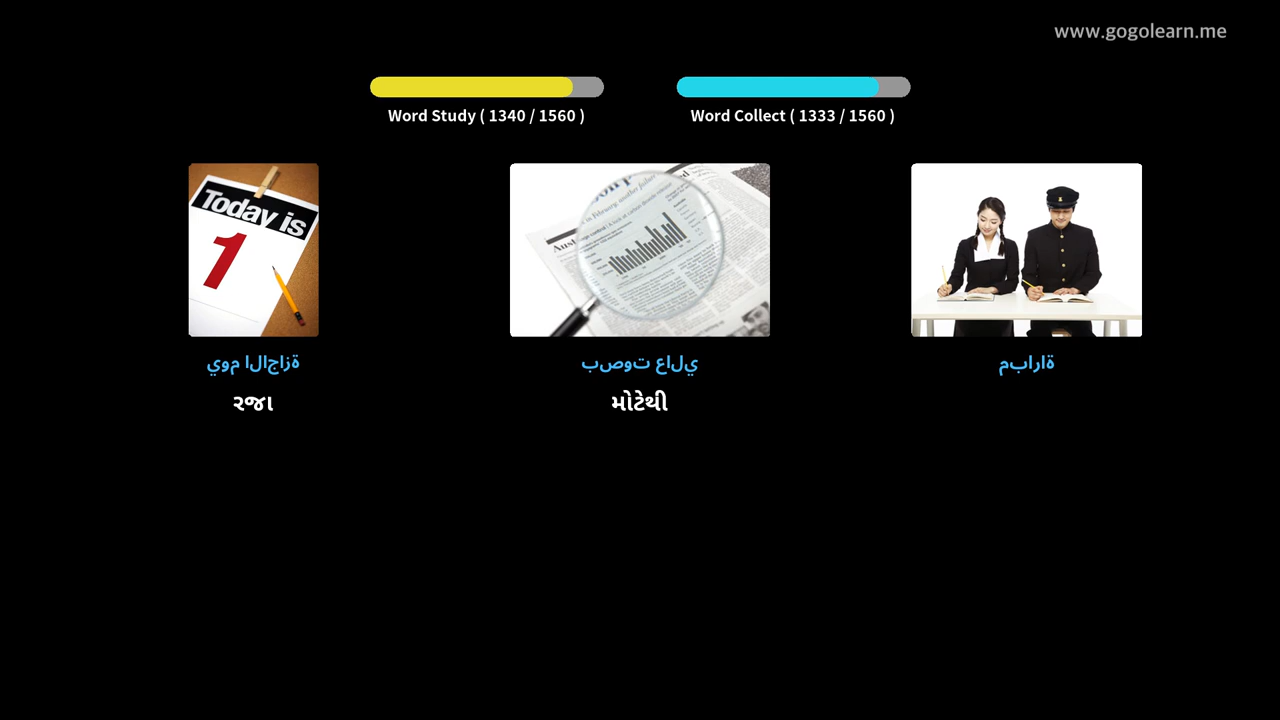 www.gogolearn.me
Word Study ( 1340 / 1560 )
Word Collect ( 1333 / 1560 )
Today is
1
يوم الاجازة
بصوت عالي
مباراة
રજા
મોટેથી